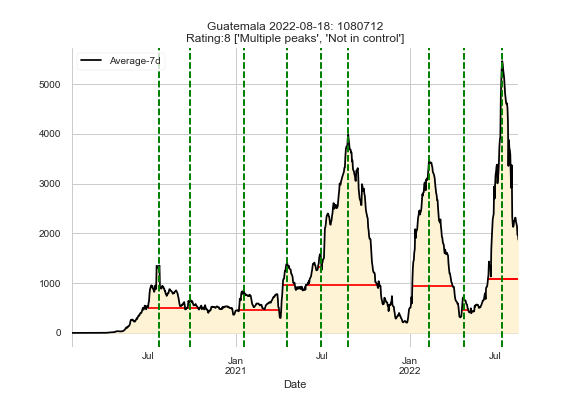 Guatemala 2022-08-18: 1080712
Rating:8 ['Multiple peaks', 'Not in control']
Average-7d
5000
4000
3000
2000
1000
0
Jul
Jan
2021
Jul
Jan
2022
Jul
Date